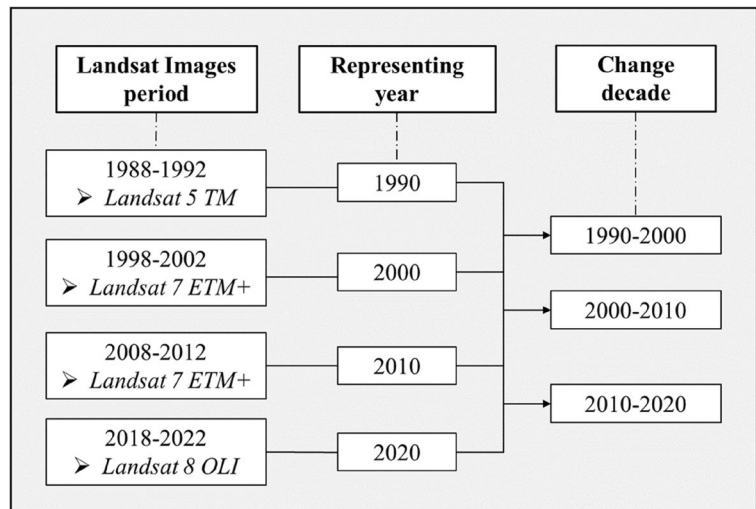 Landsat Images
period
Representing
year
Change
decade
1988-1992
➢ Landsat 5 TM
1990
1990-2000
1998-2002
➢ Landsat 7 ETM+
2000
2000-2010
2008-2012
➢ Landsat 7 ETM+
2010
2010-2020
2018-2022
➢ Landsat 8 OLI
2020